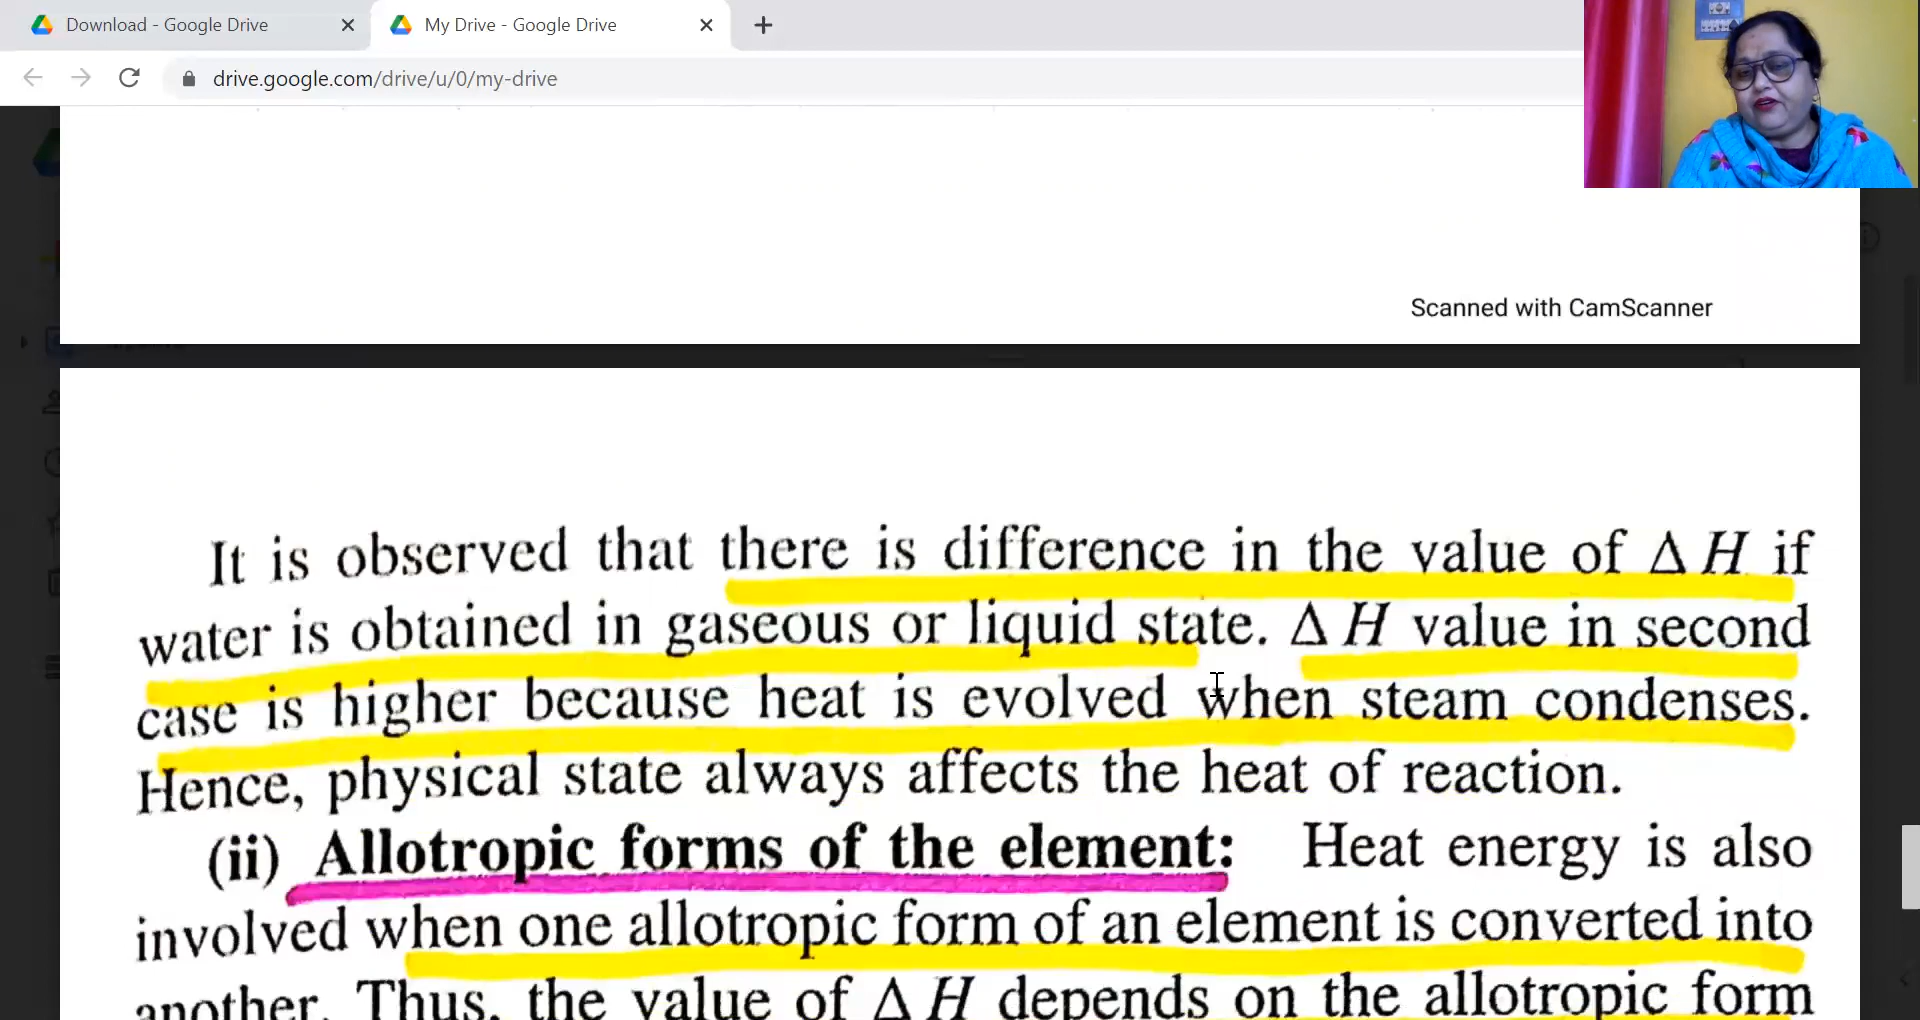 Download - Google Drive
My Drive - Google Drive
drive.google.com/drive/u/0/my-drive
Scanned with CamScanner
It is observed that there is difference in the value of Δ H if
water is obtained in gaseous or liquid state. Δ H value in second
case is higher because heat is evolved when steam condenses.
Hence, physical state always affects the heat of reaction.
(ii) Allotropic forms of the element: Heat energy is also
involved when one allotropic form of an element is converted into
another. Thus, the value of Δ H depends on the allotropic form